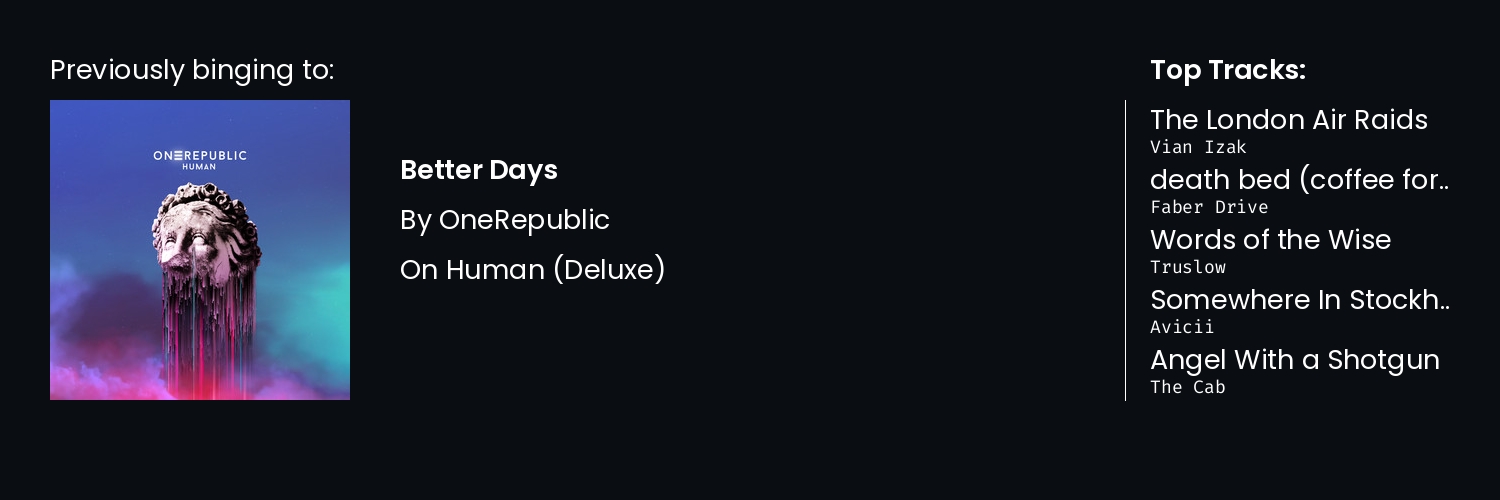 Previously binging to:
ONEREPUBLIC
HUMAN
Better Days
By OneRepublic
On Human (Deluxe)
Top Tracks:
The London Air Raids
Vian Izak
death bed (coffee for..
Faber Drive
Words of the Wise
Truslow
Somewhere In Stockh..
Avicii
Angel With a Shotgun
The Cab